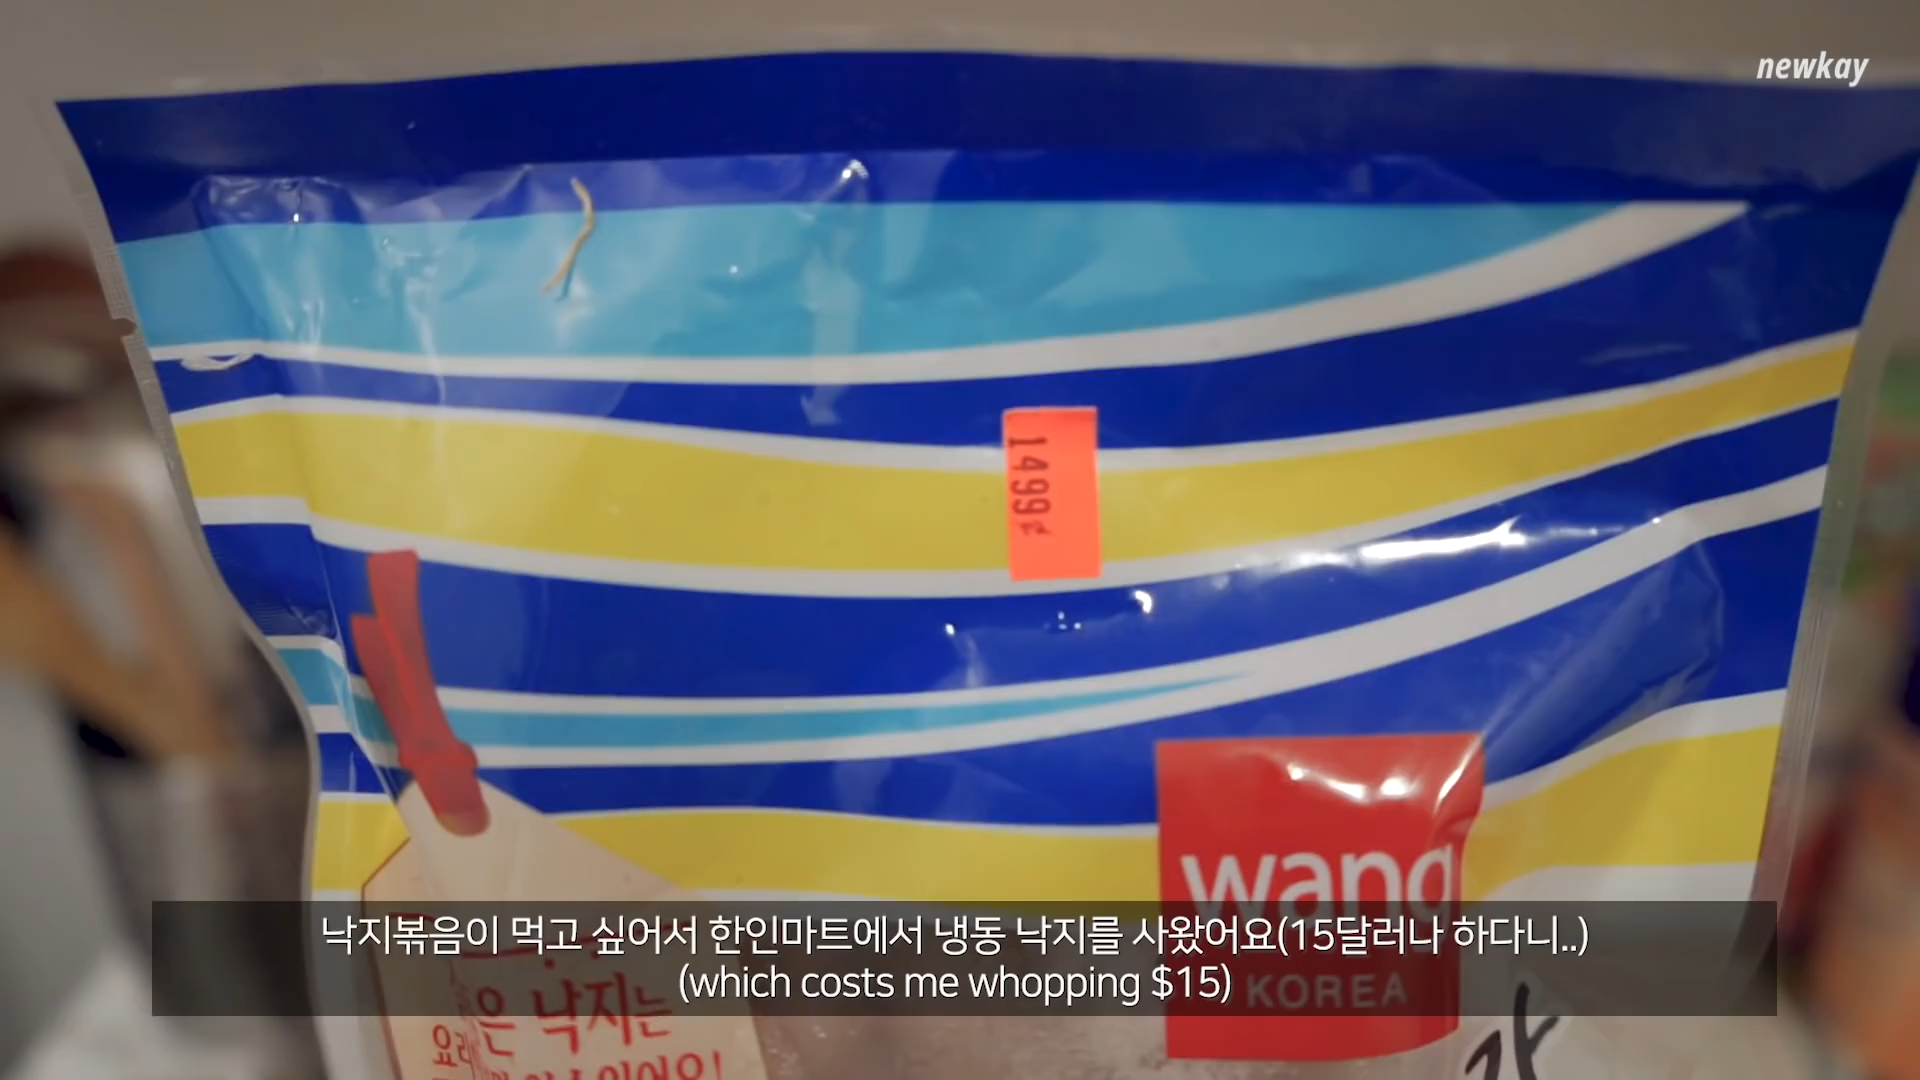 newkay
1499¢
wang
KOREA
낙지볶음이 먹고 싶어서 한인마트에서 냉동 낙지를 사왔어요(15달러나 하다니..)
(which costs me whopping $15)
은 낙지는